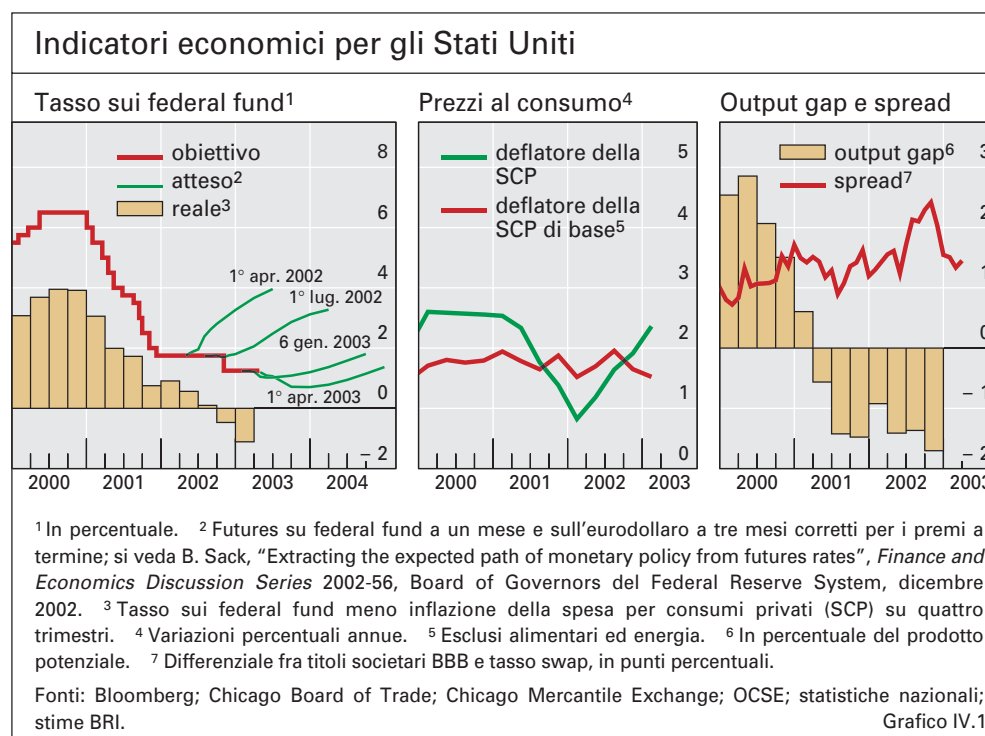 Indicatori economici per gli Stati Uniti
Tasso sui federal fund¹
obiettivo
atteso²
reale³
8
6
4
2
0
– 2
1° apr. 2002
1° lug. 2002
6 gen. 2003
1° apr. 2003
2000 2001 2002 2003 2004
Prezzi al consumo⁴
deflatore della
SCP
deflatore della
SCP di base⁵
5
4
3
2
1
0
2000 2001 2002 2003
Output gap e spread
output gap⁶
spread⁷
3
2
1
0
– 1
– 2
2000 2001 2002 2003
¹ In percentuale. ² Futures su federal fund a un mese e sull'eurodollaro a tre mesi corretti per i premi a
termine; si veda B. Sack, “Extracting the expected path of monetary policy from futures rates”, Finance and
Economics Discussion Series 2002-56, Board of Governors del Federal Reserve System, dicembre
2002. ³ Tasso sui federal fund meno inflazione della spesa per consumi privati (SCP) su quattro
trimestri. ⁴ Variazioni percentuali annue. ⁵ Esclusi alimentari ed energia. ⁶ In percentuale del prodotto
potenziale. ⁷ Differenziale fra titoli societari BBB e tasso swap, in punti percentuali.
Fonti: Bloomberg; Chicago Board of Trade; Chicago Mercantile Exchange; OCSE; statistiche nazionali;
stime BRI. Grafico IV.1